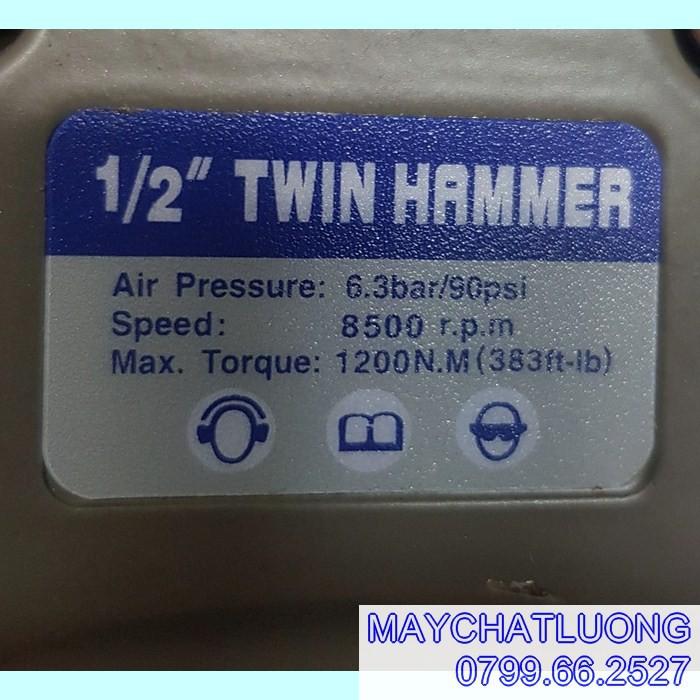 1/2" TWIN HAMMER
Air Pressure: 6.3bar/90psi
Speed: 8500 r.p.m
Max. Torque: 1200N.M(383ft-lb)
MAYCHATLUONG
0799.66.2527